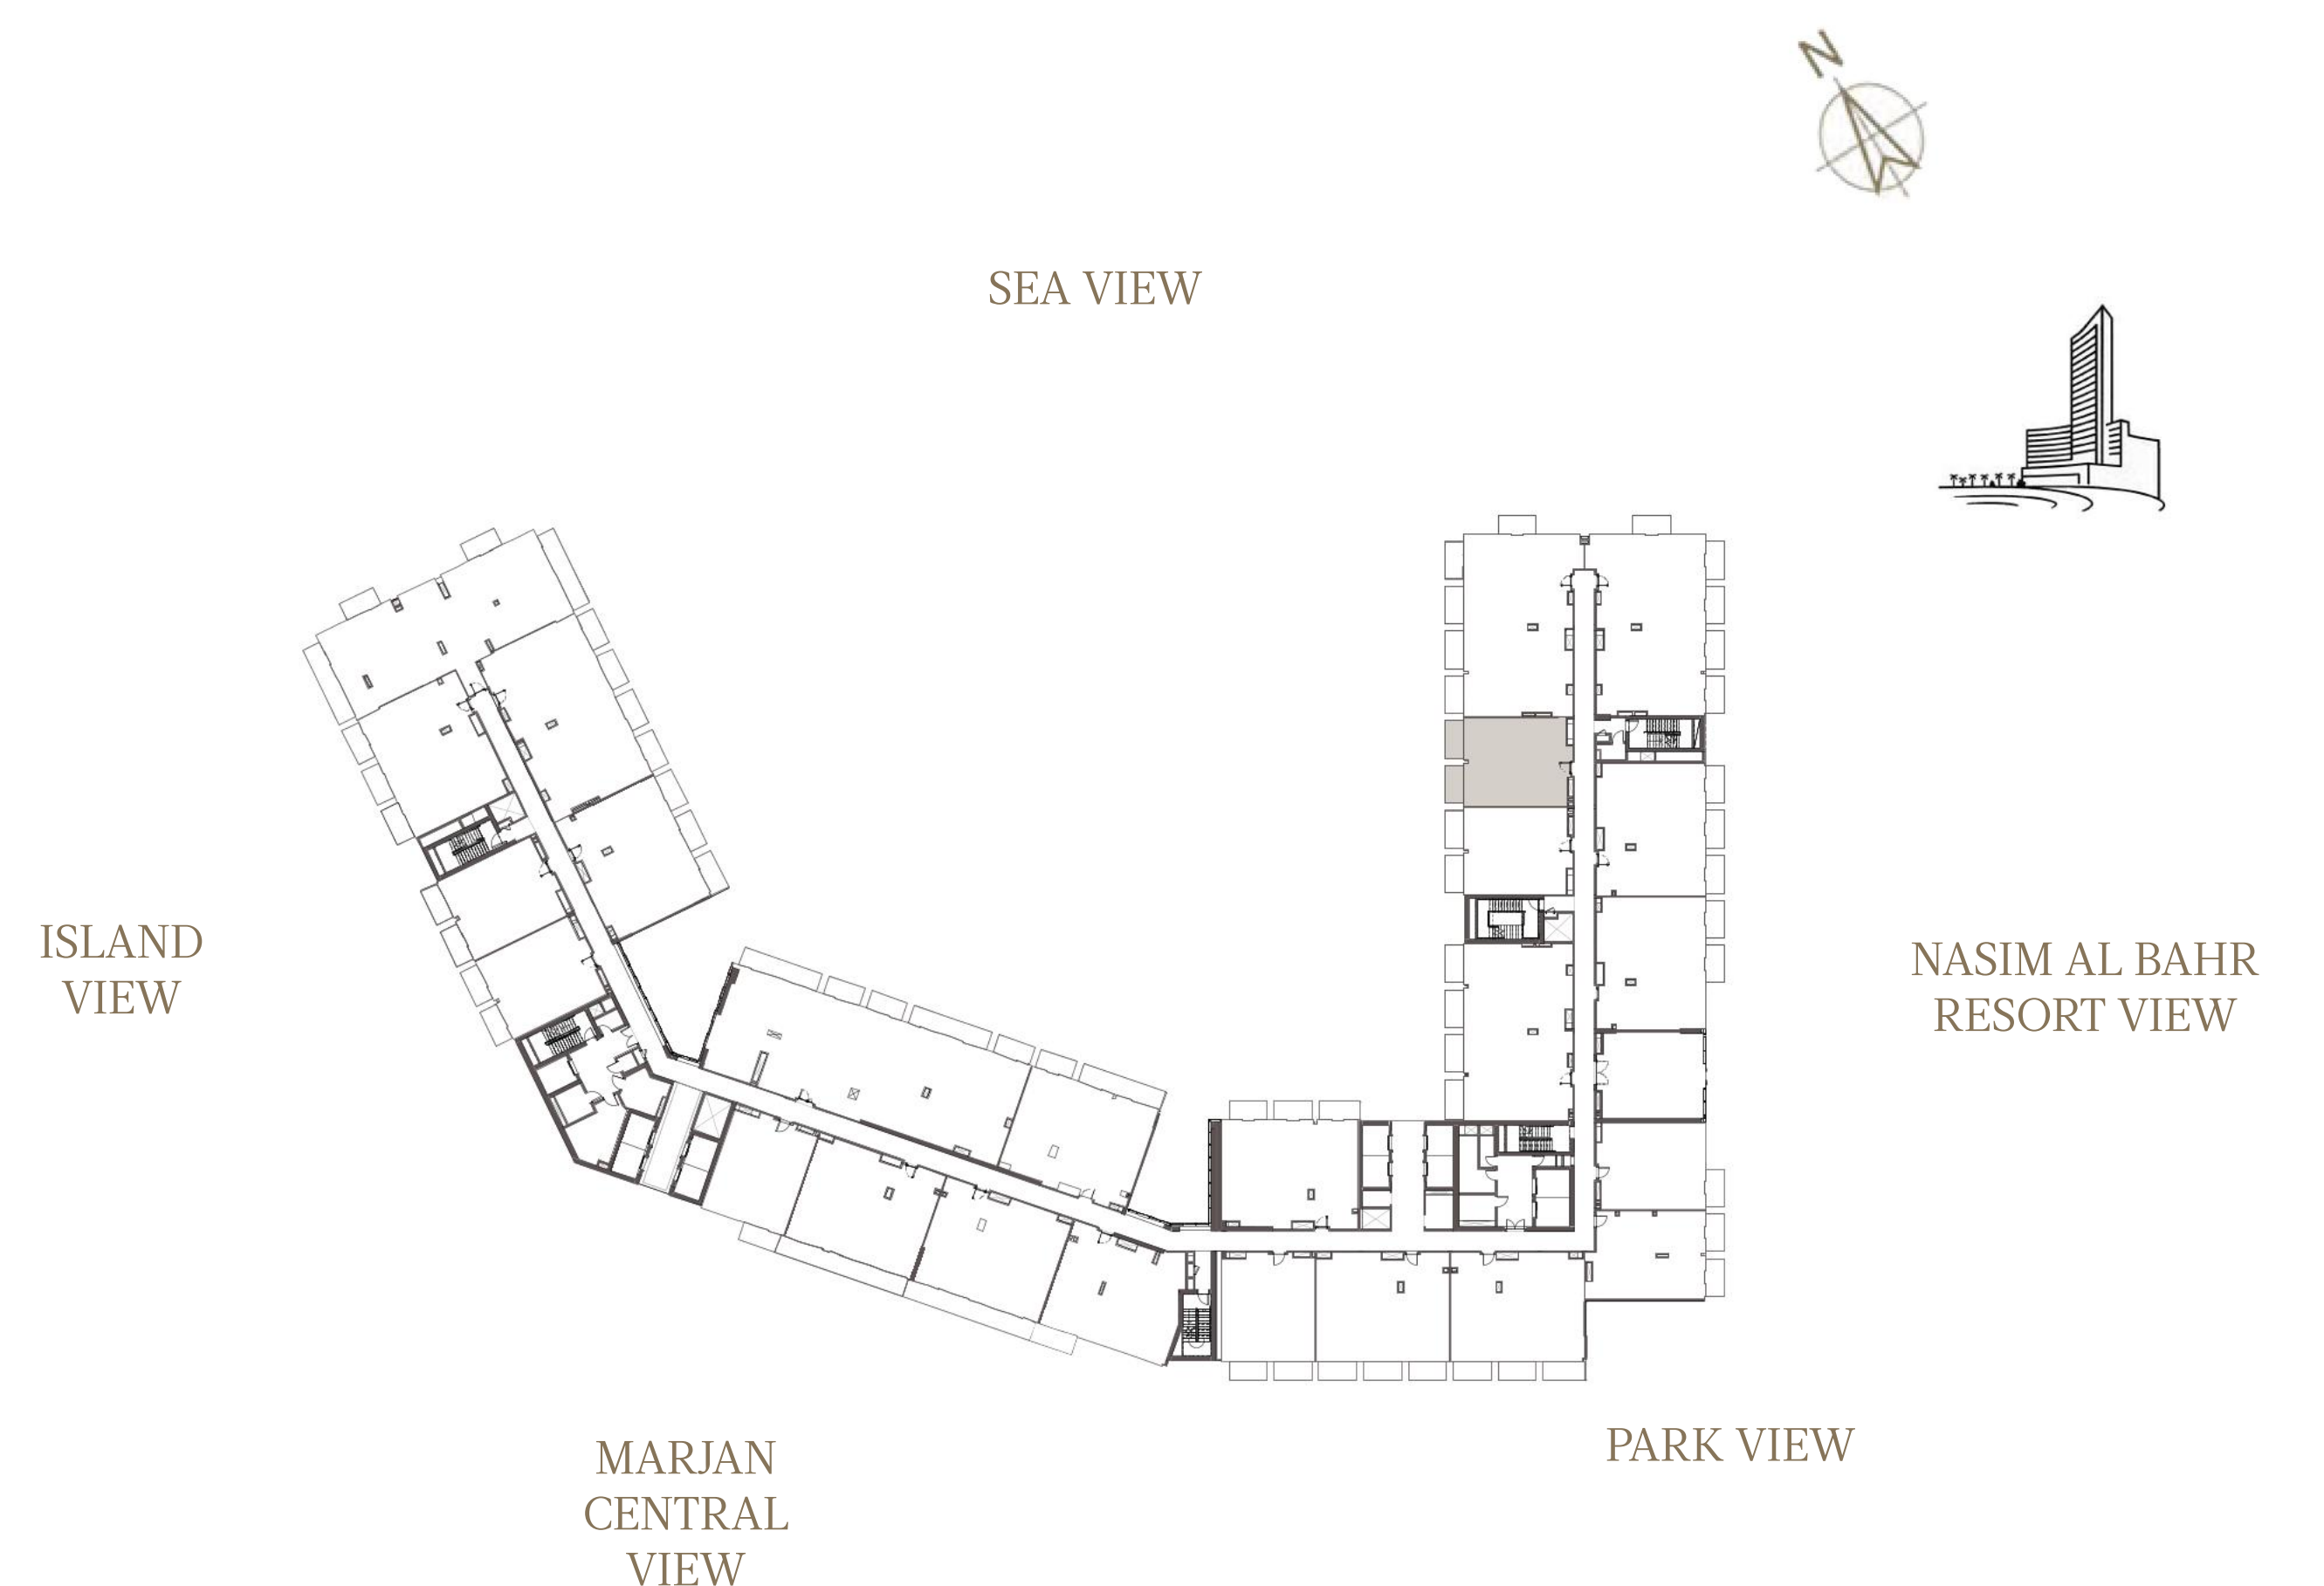 N
SEA VIEW
ISLAND
VIEW
NASIM AL BAHR
RESORT VIEW
PARK VIEW
MARJAN
CENTRAL
VIEW